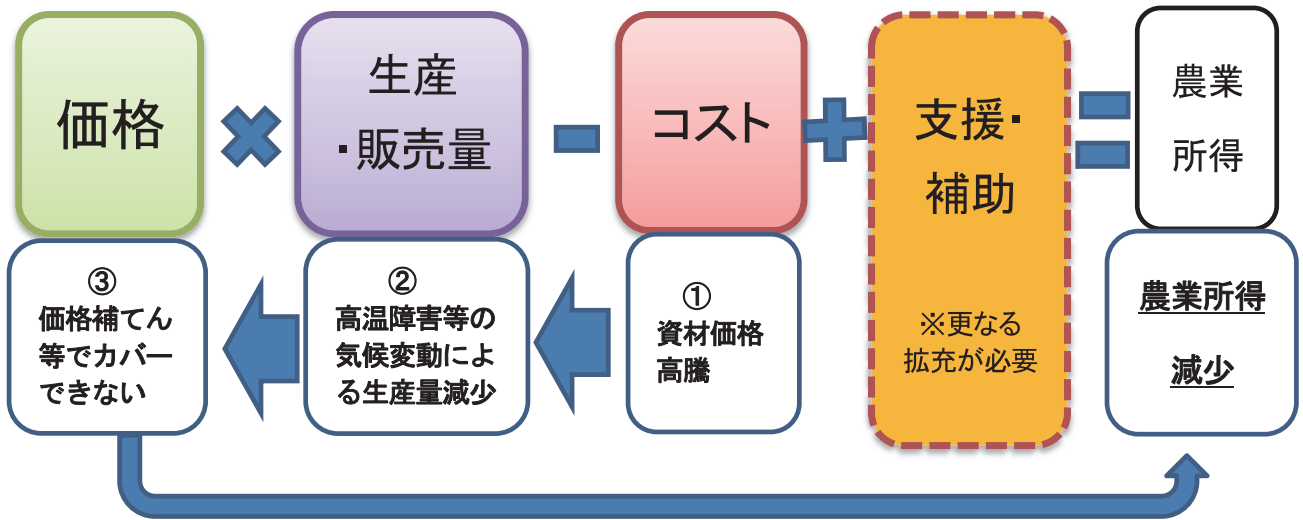 価格
×
生産
・販売量
－
コスト
＋
支援・
補助
＝
農業
所得
③
価格補てん
等でカバー
できない
②
高温障害等の
気候変動によ
る生産量減少
①
資材価格
高騰
※更なる
拡充が必要
農業所得
減少